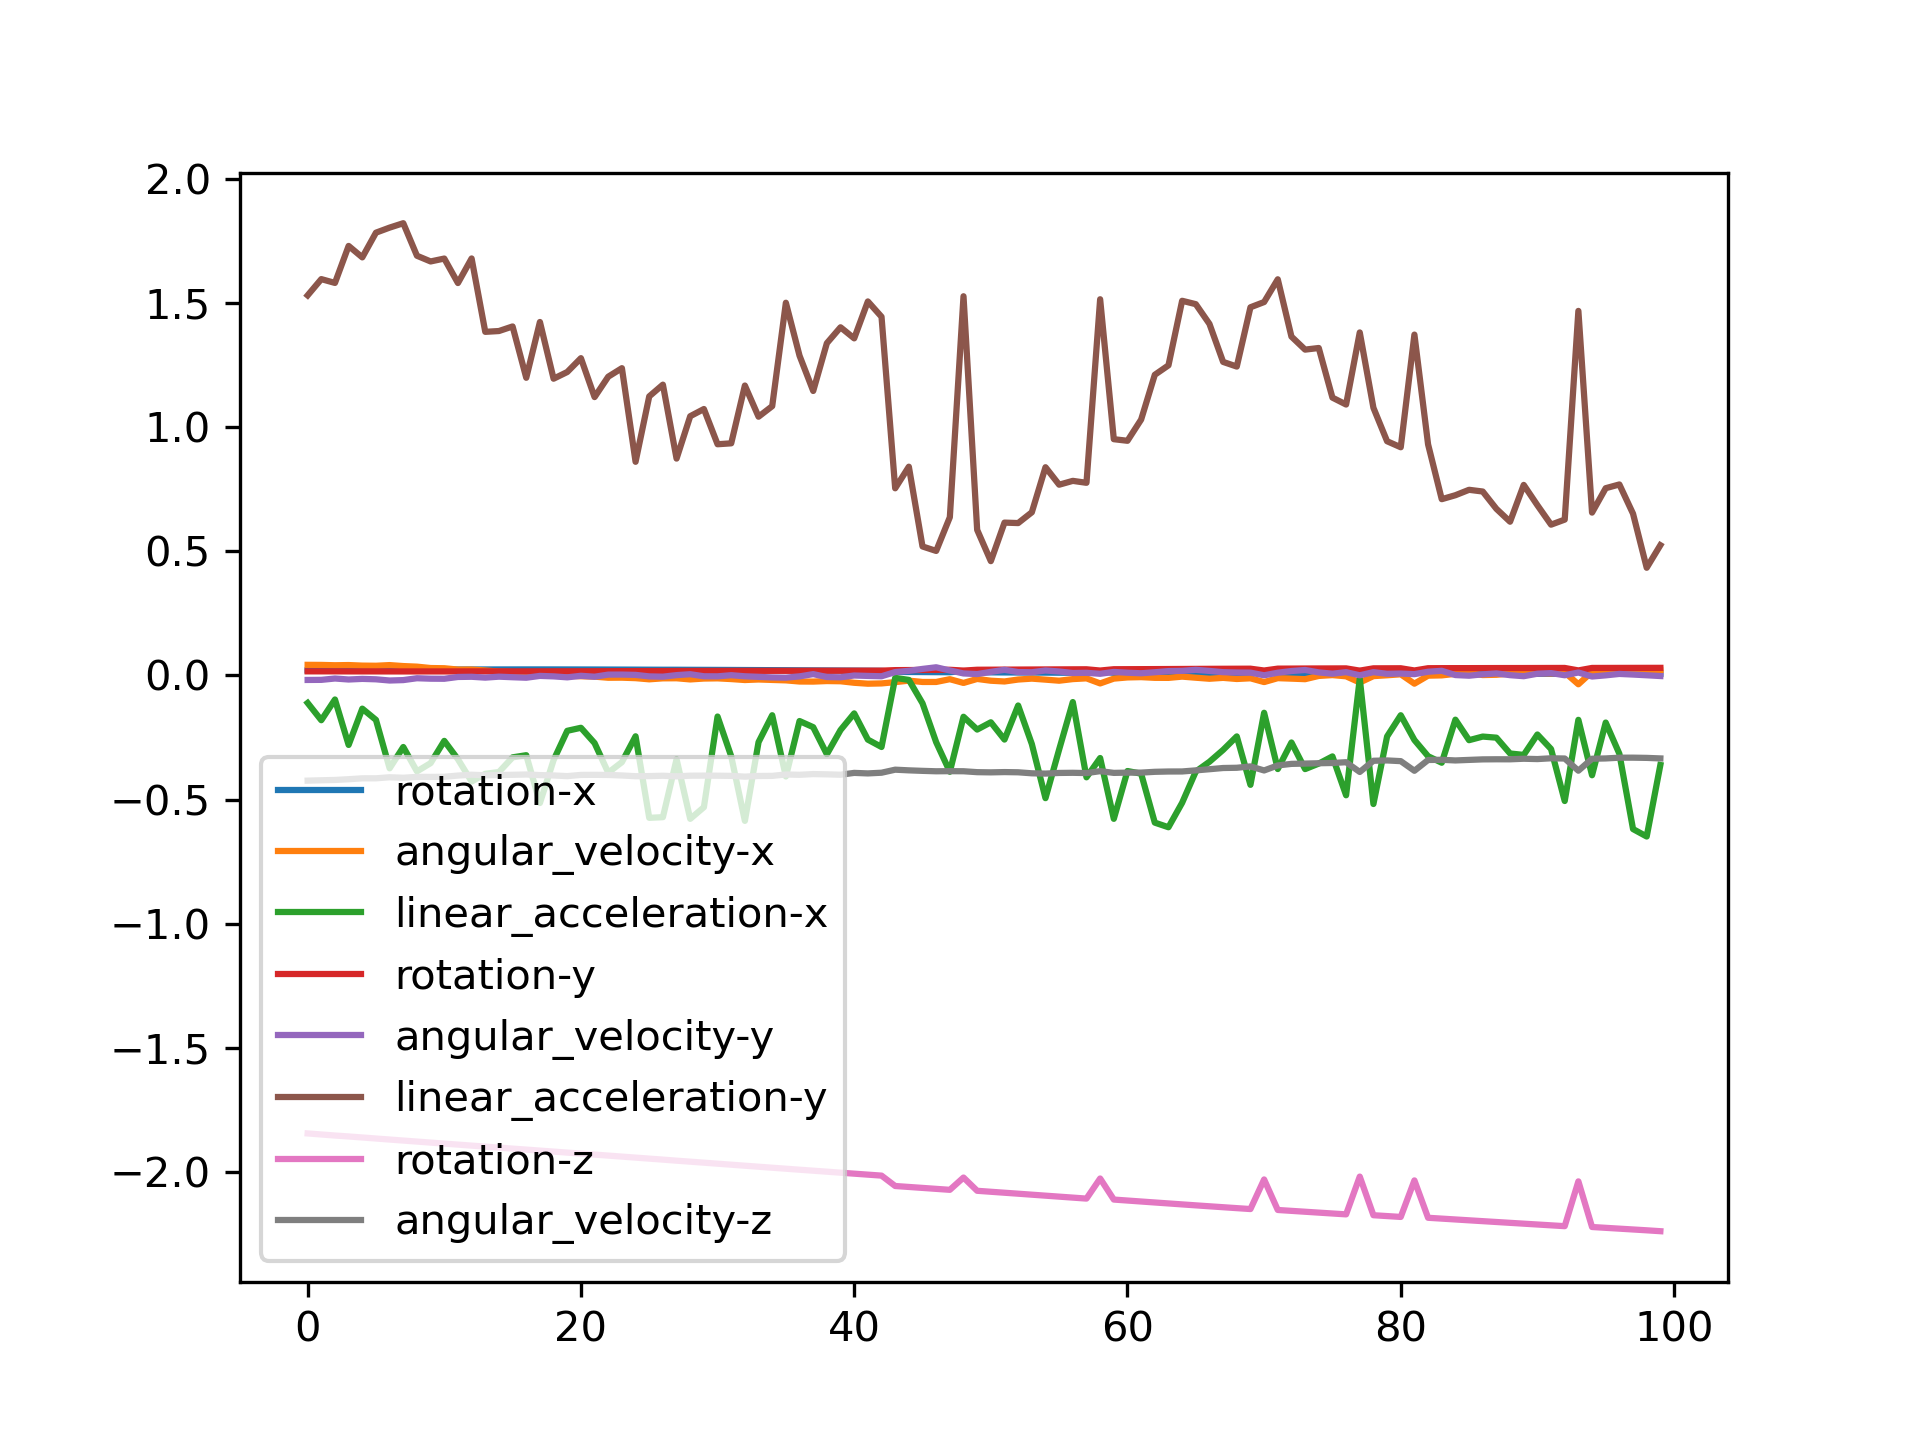 2.0
1.5
1.0
0.5
0.0
−0.5
−1.0
−1.5
−2.0
rotation-x
angular_velocity-x
linear_acceleration-x
rotation-y
angular_velocity-y
linear_acceleration-y
rotation-z
angular_velocity-z
0 20 40 60 80 100